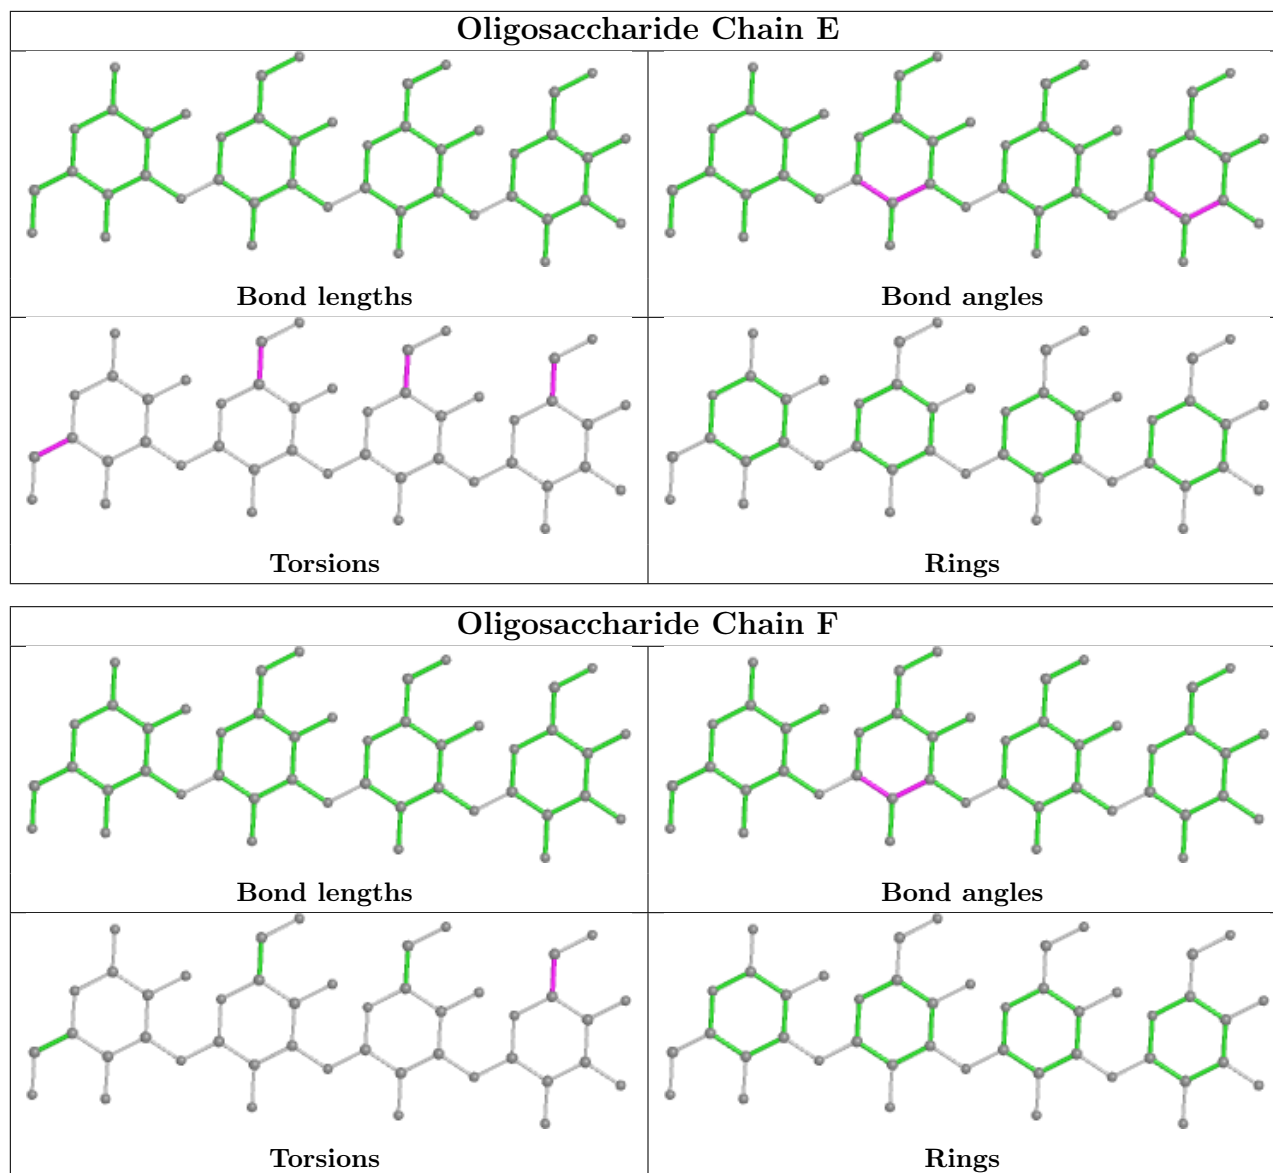 Oligosaccharide Chain E
Bond lengths
Bond angles
Torsions
Rings
Oligosaccharide Chain F
Bond lengths
Bond angles
Torsions
Rings